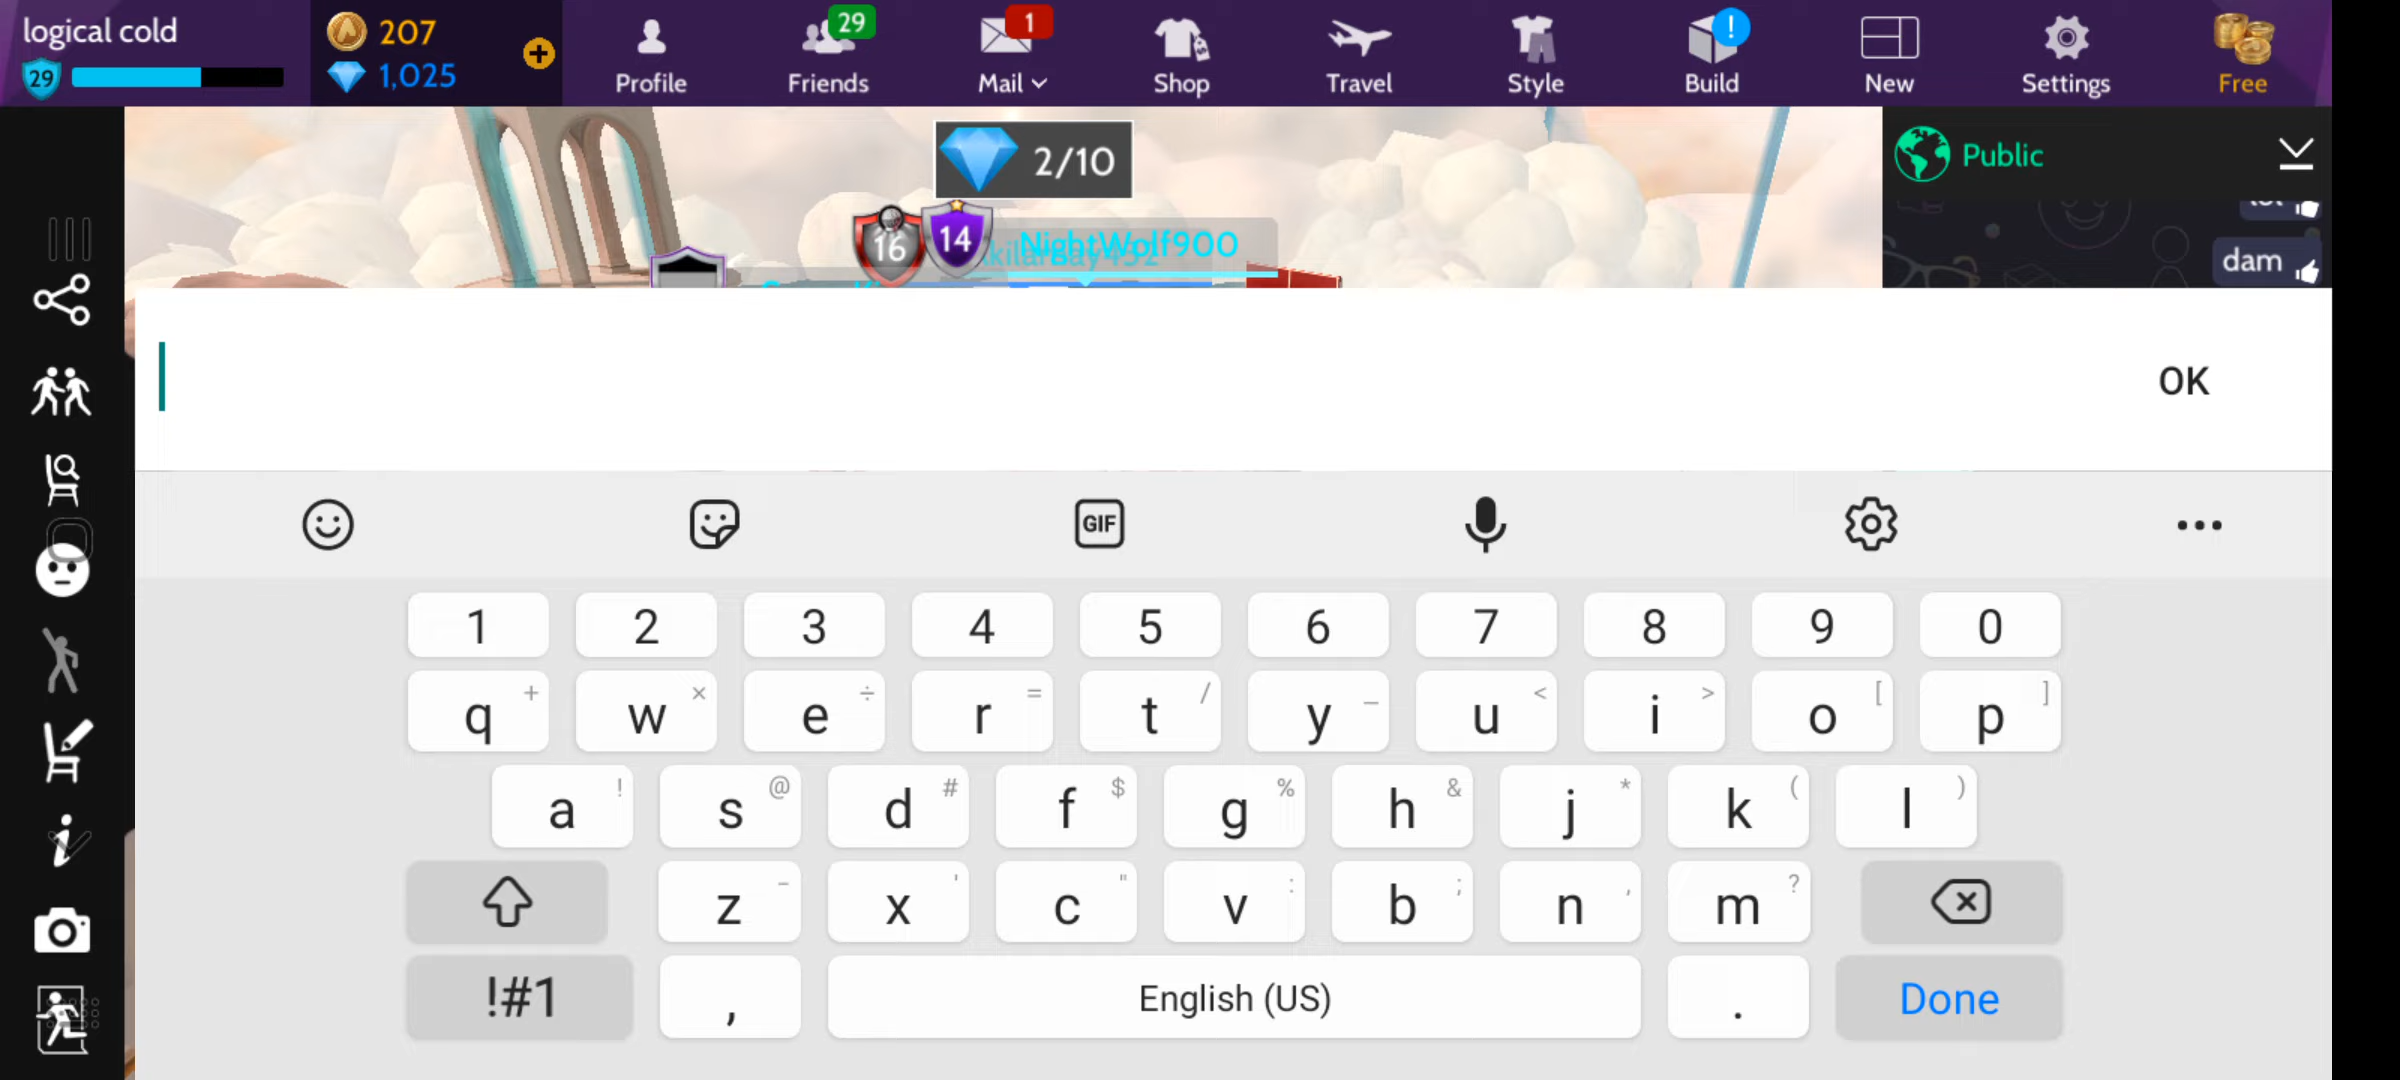 logical cold
29
207
1,025
Profile
29
Friends
1
Mail
Shop
Travel
Style
!
Build
New
Settings
Free
2/10
Public
16
14
NightWolf900
dam
OK
GIF
1 2 3 4 5 6 7 8 9 0
q + w × e ÷ r = t / y _ u < i > o [ p ]
a ! s @ d # f $ g % h & j * k ( l )
z - x ' c " v : b ; n , m ?
!#1 , English (US) . Done